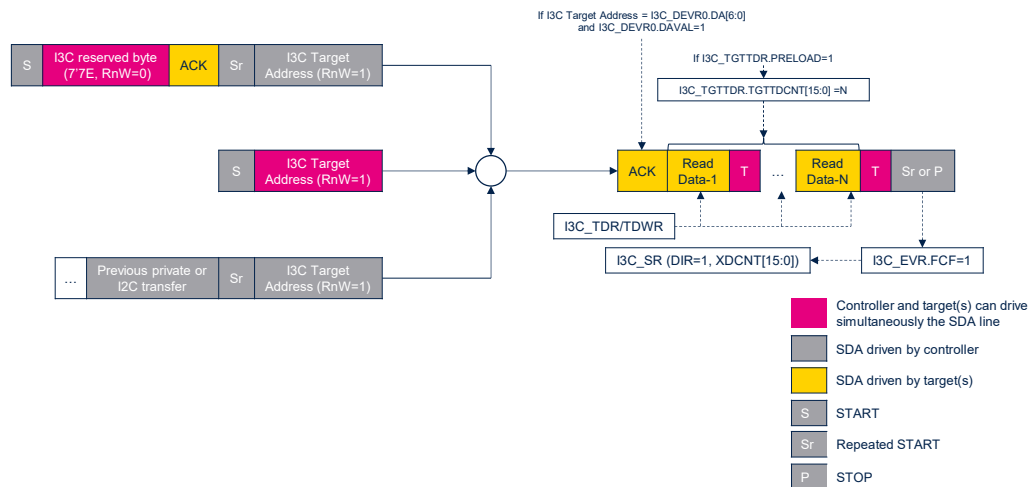 If I3C Target Address = I3C_DEVR0.DA[6:0]
and I3C_DEVR0.DAVAL=1
If I3C_TGTTDR.PRELOAD=1
I3C_TGTTDR.TGTTDCNT[15:0] =N
S
I3C reserved byte
(7'7E, RnW=0)
ACK
Sr
I3C Target
Address (RnW=1)
S
I3C Target
Address (RnW=1)
ACK
Read
Data-1
T
...
Read
Data-N
T
Sr or P
I3C_TDR/TDWR
I3C_SR (DIR=1, XDCNT[15:0])
I3C_EVR.FCF=1
...
Previous private or
I2C transfer
Sr
I3C Target
Address (RnW=1)
Controller and target(s) can drive
simultaneously the SDA line
SDA driven by controller
SDA driven by target(s)
S
START
Sr
Repeated START
P
STOP